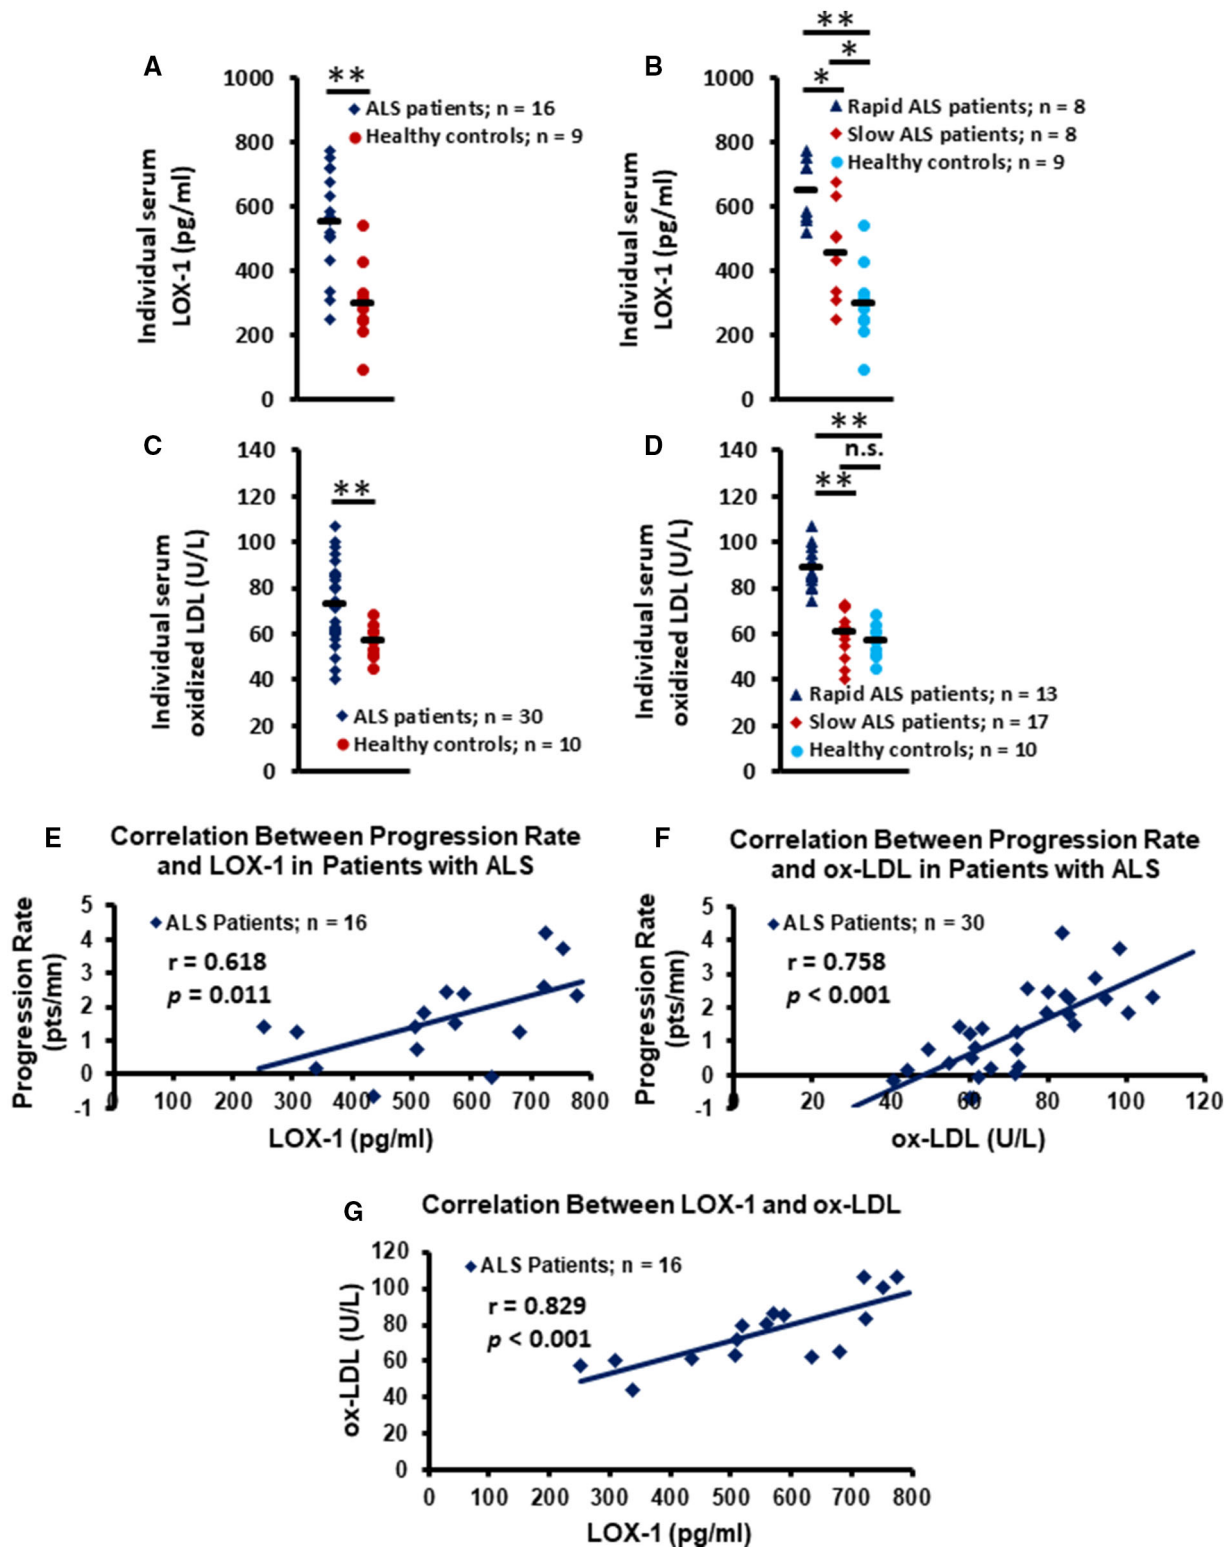 A
**
1000
800
600
400
200
0
Individual serum
LOX-1 (pg/ml)
ALS patients; n = 16
Healthy controls; n = 9
B
**
*
*
1000
800
600
400
200
0
Individual serum
LOX-1 (pg/ml)
Rapid ALS patients; n = 8
Slow ALS patients; n = 8
Healthy controls; n = 9
C
**
140
120
100
80
60
40
20
0
Individual serum
oxidized LDL (U/L)
ALS patients; n = 30
Healthy controls; n = 10
D
**
n.s.
**
140
120
100
80
60
40
20
0
Individual serum
oxidized LDL (U/L)
Rapid ALS patients; n = 13
Slow ALS patients; n = 17
Healthy controls; n = 10
E
Correlation Between Progression Rate
and LOX-1 in Patients with ALS
5
4
3
2
1
0
-1
Progression Rate
(pts/mn)
ALS Patients; n = 16
r = 0.618
p = 0.011
0 100 200 300 400 500 600 700 800
LOX-1 (pg/ml)
F
Correlation Between Progression Rate
and ox-LDL in Patients with ALS
5
4
3
2
1
0
-1
Progression Rate
(pts/mn)
ALS Patients; n = 30
r = 0.758
p < 0.001
0 20 40 60 80 100 120
ox-LDL (U/L)
G
Correlation Between LOX-1 and ox-LDL
120
100
80
60
40
20
0
ox-LDL (U/L)
ALS Patients; n = 16
r = 0.829
p < 0.001
0 100 200 300 400 500 600 700 800
LOX-1 (pg/ml)